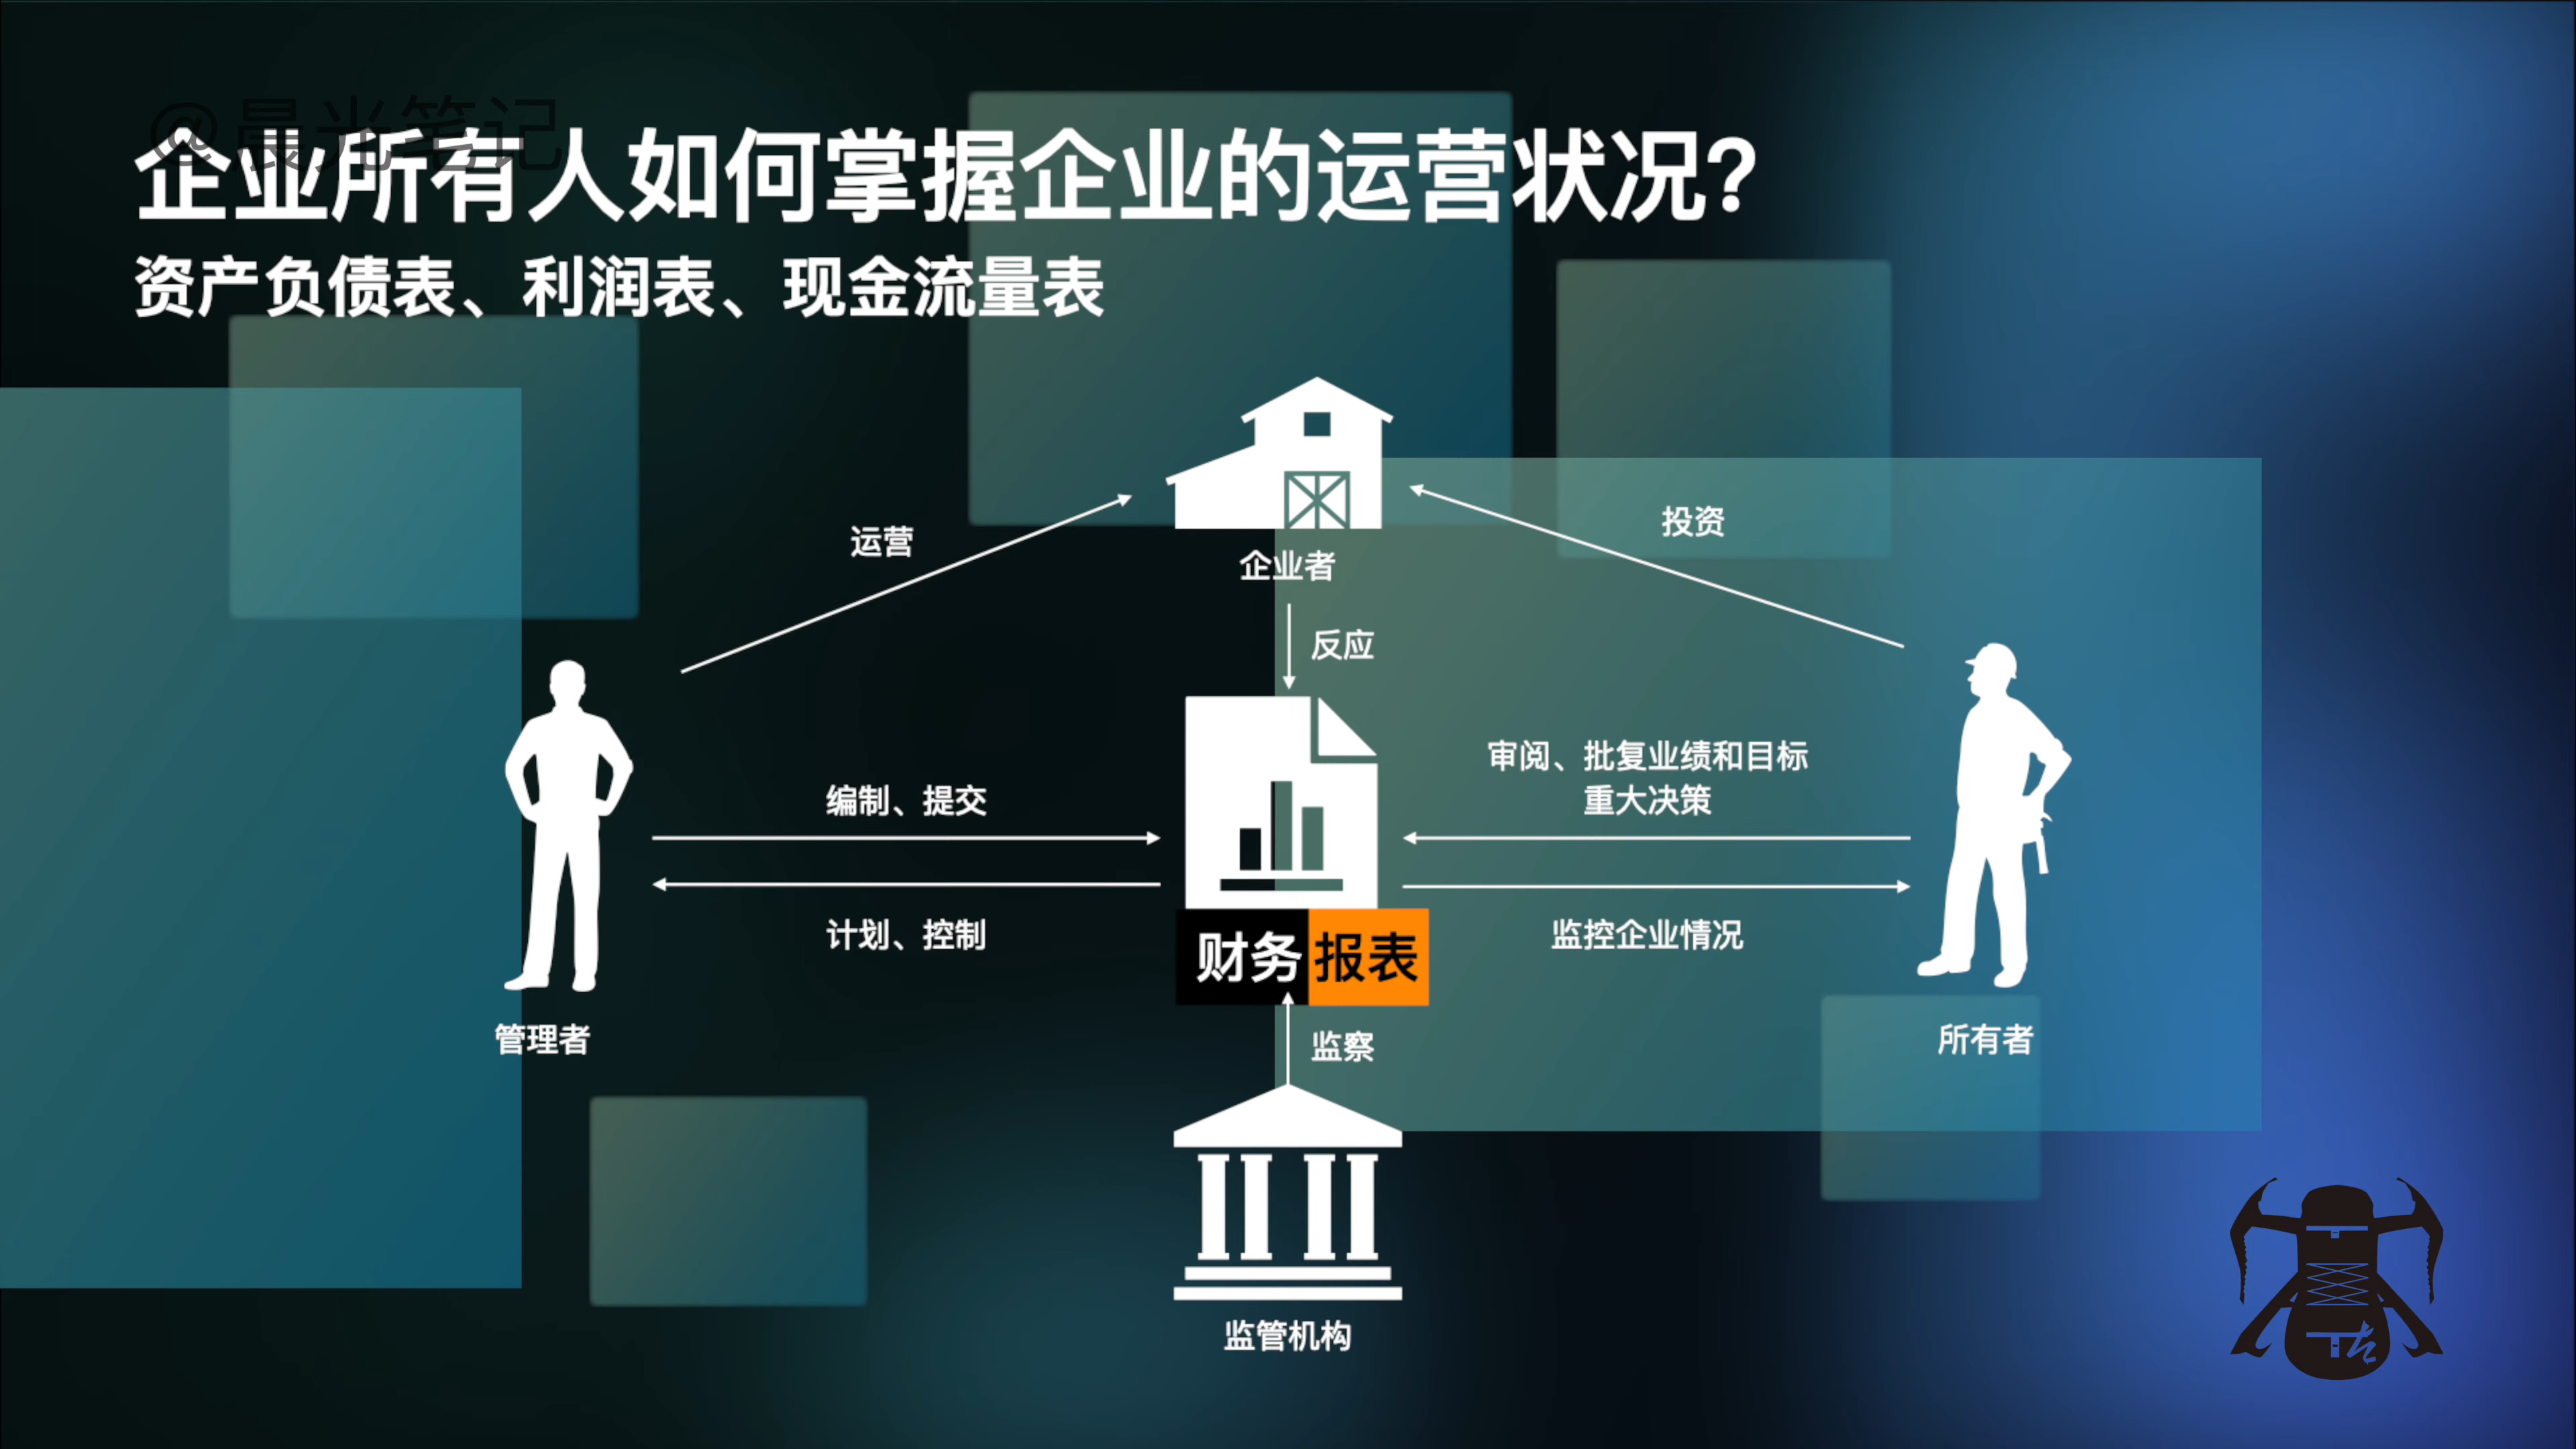 @晨光笔记
企业所有人如何掌握企业的运营状况?
资产负债表、利润表、现金流量表
运营
投资
企业者
反应
审阅、批复业绩和目标
重大决策
编制、提交
计划、控制
监控企业情况
财务报表
管理者
监察
所有者
监管机构